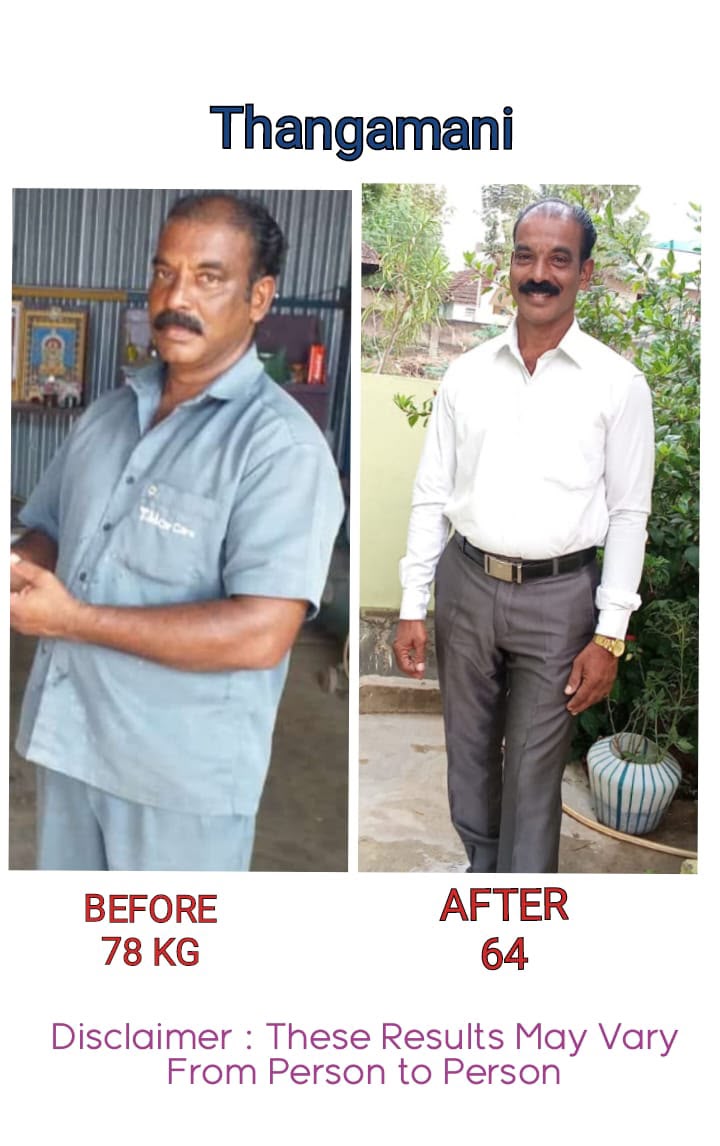 Thangamani
BEFORE
78 KG
AFTER
64
Disclaimer : These Results May Vary
From Person to Person